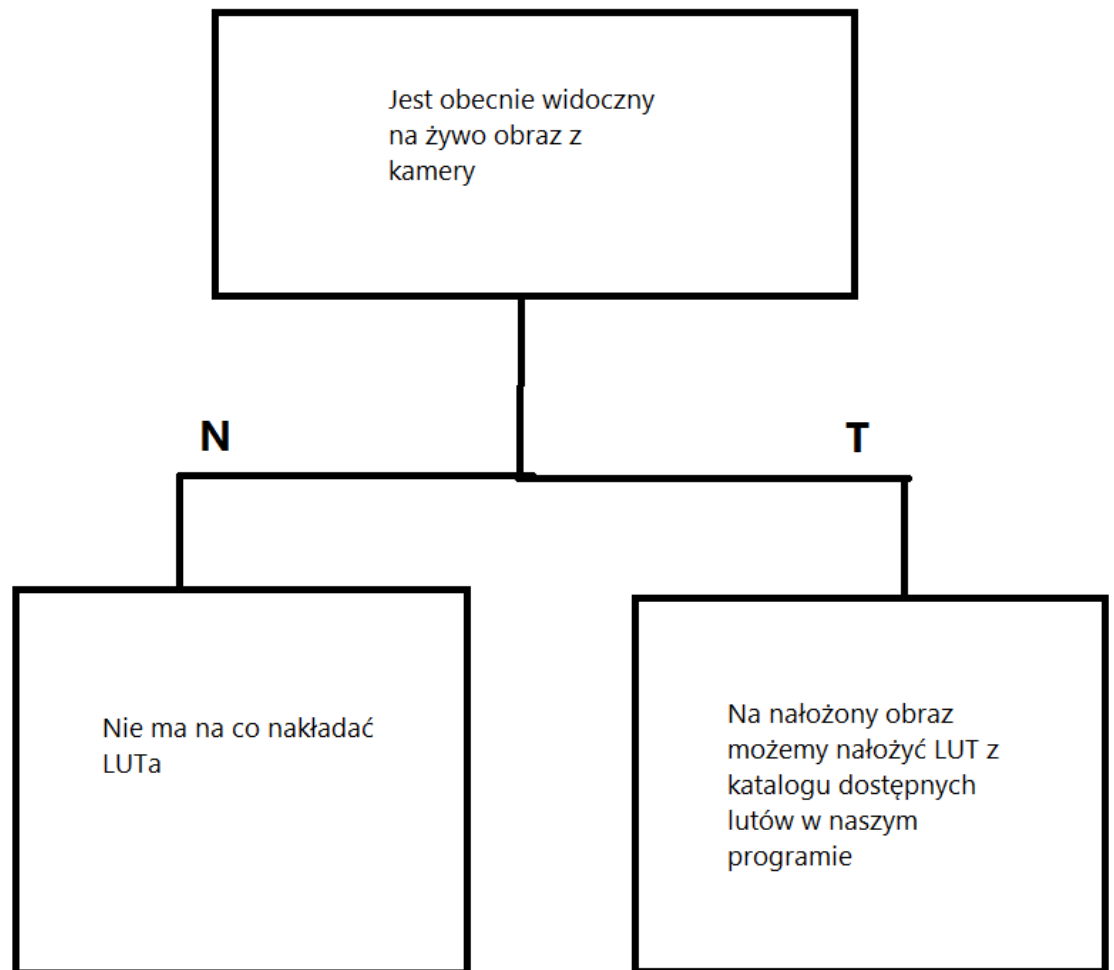 Jest obecnie widoczny
na żywo obraz z
kamery
N
T
Nie ma na co nakładać
LUTa
Na nałożony obraz
możemy nałożyć LUT z
katalogu dostępnych
lutów w naszym
programie